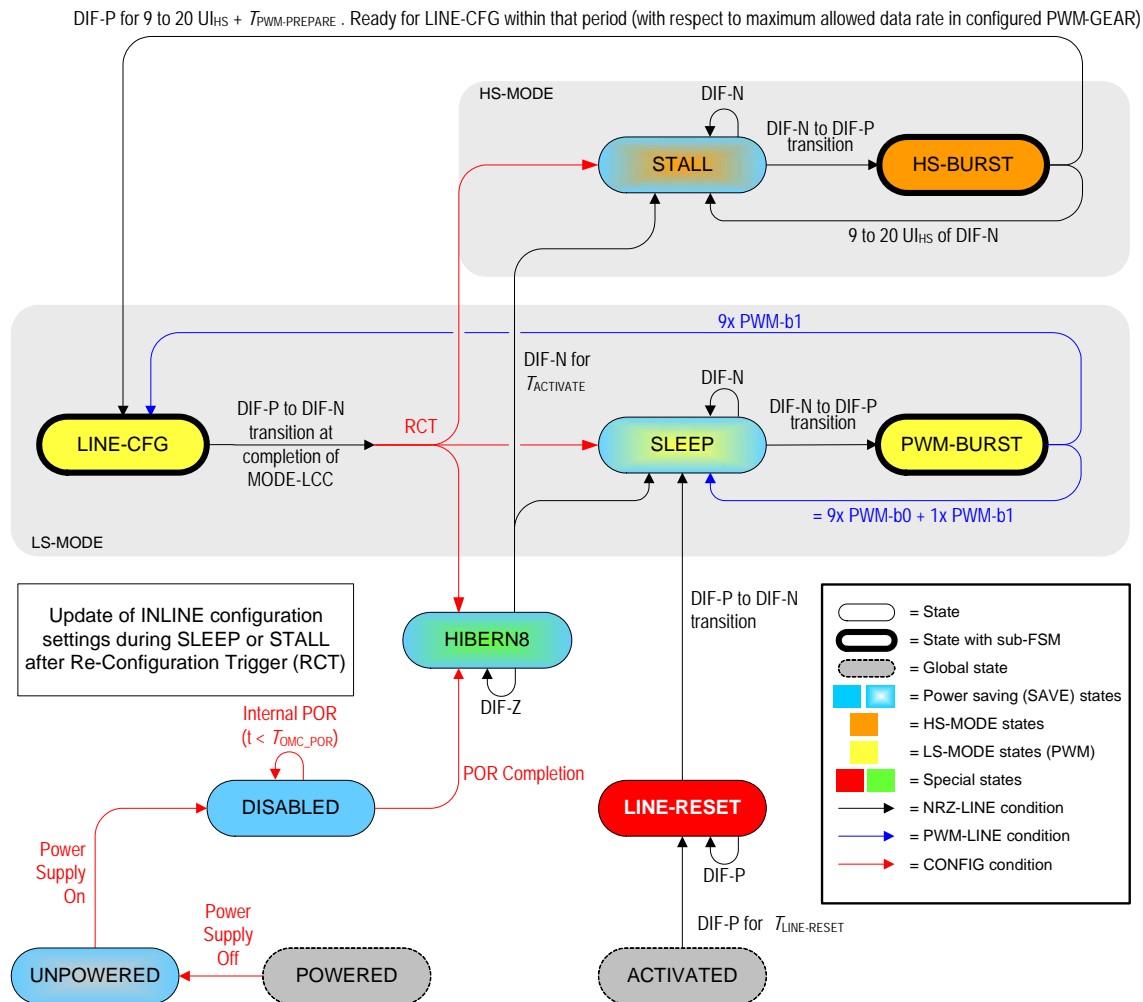 DIF-P for 9 to 20 UIHS + TPWM-PREPARE . Ready for LINE-CFG within that period (with respect to maximum allowed data rate in configured PWM-GEAR)
HS-MODE
DIF-N
STALL
DIF-N to DIF-P
transition
HS-BURST
9 to 20 UIHS of DIF-N
9x PWM-b1
DIF-N for
TACTIVATE
LINE-CFG
DIF-P to DIF-N
transition at
completion of
MODE-LCC
RCT
DIF-N
SLEEP
DIF-N to DIF-P
transition
PWM-BURST
= 9x PWM-b0 + 1x PWM-b1
LS-MODE
Update of INLINE configuration
settings during SLEEP or STALL
after Re-Configuration Trigger (RCT)
HIBERN8
DIF-Z
DIF-P to DIF-N
transition
Internal POR
(t < TOMC_POR)
DISABLED
POR Completion
LINE-RESET
DIF-P
Power
Supply
On
Power
Supply
Off
UNPOWERED
POWERED
DIF-P for TLINE-RESET
ACTIVATED
= State
= State with sub-FSM
= Global state
= Power saving (SAVE) states
= HS-MODE states
= LS-MODE states (PWM)
= Special states
= NRZ-LINE condition
= PWM-LINE condition
= CONFIG condition